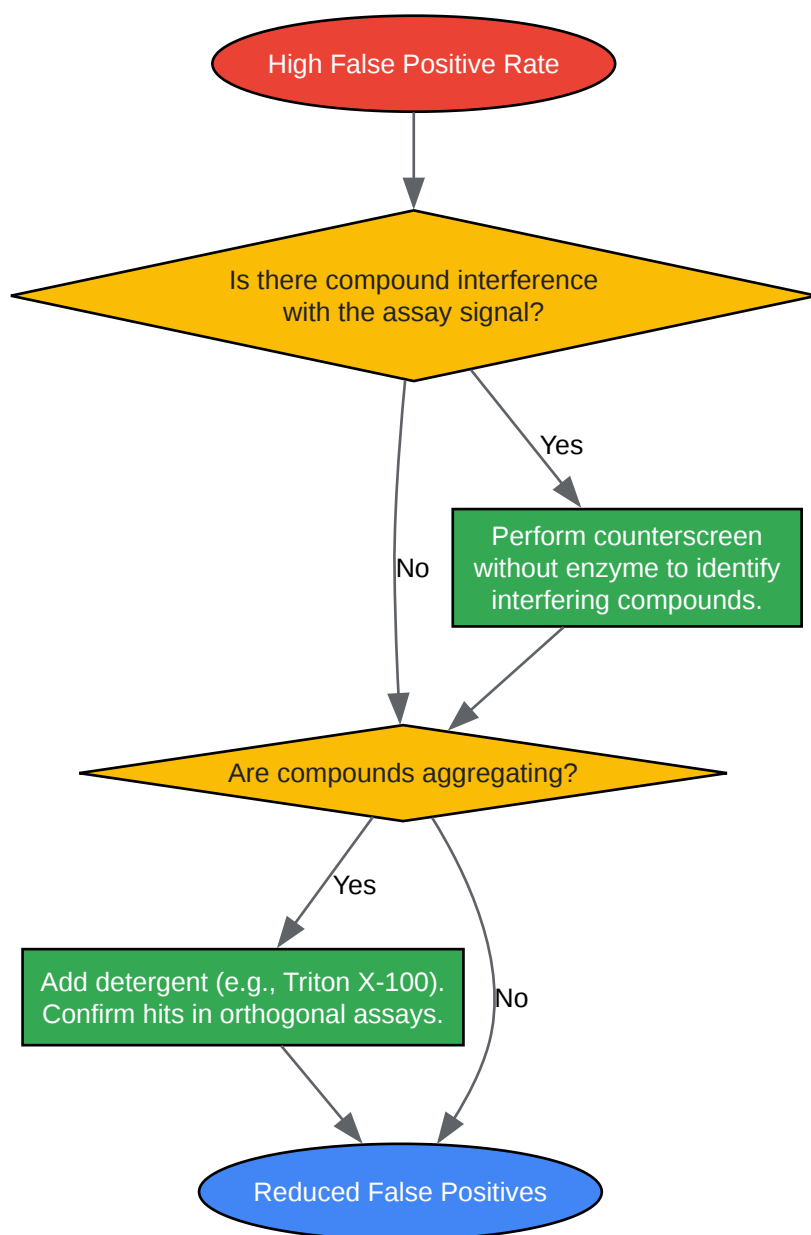 High False Positive Rate
Is there compound interference
with the assay signal?
Yes
Perform counterscreen
without enzyme to identify
interfering compounds.
No
Are compounds aggregating?
Yes
Add detergent (e.g., Triton X-100).
Confirm hits in orthogonal assays.
No
Reduced False Positives